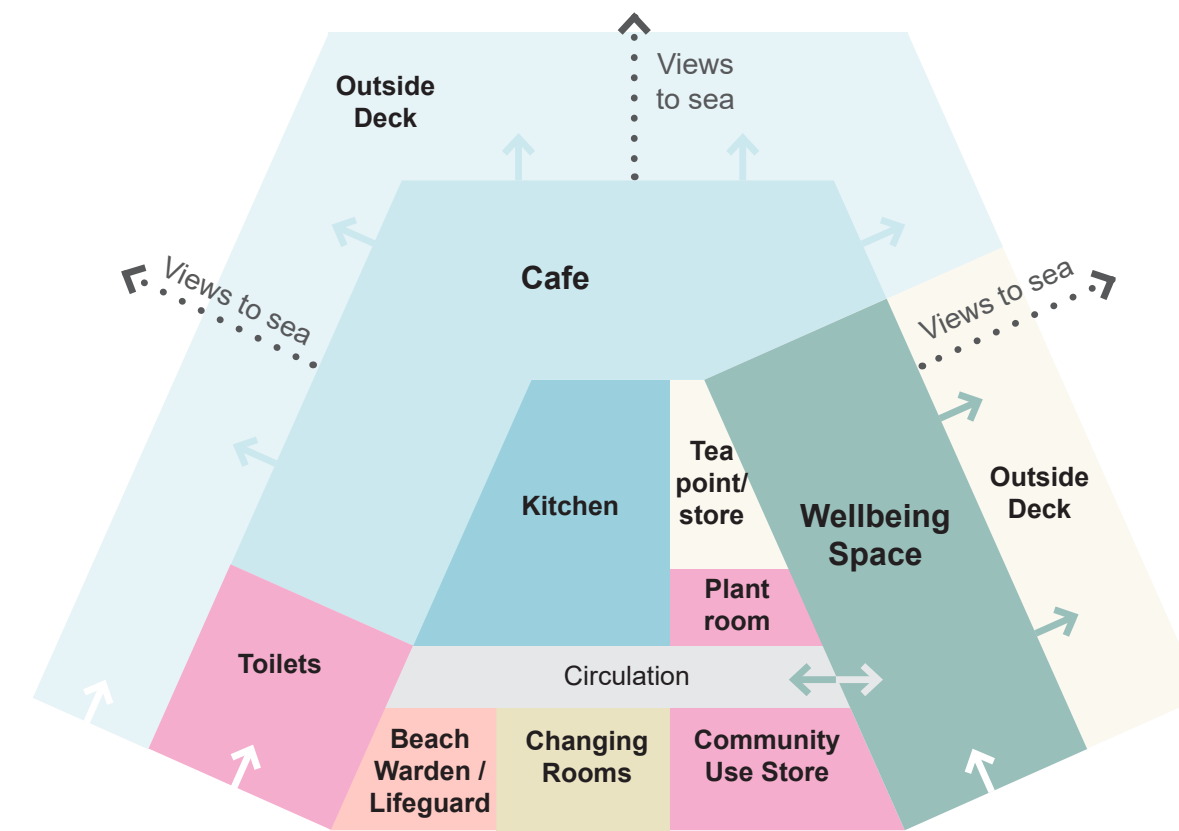 Outside
Deck
Views
to sea
Views to sea
Cafe
Views to sea
Kitchen
Tea
point/
store
Wellbeing
Space
Outside
Deck
Plant
room
Toilets
Circulation
Beach
Warden /
Lifeguard
Changing
Rooms
Community
Use Store